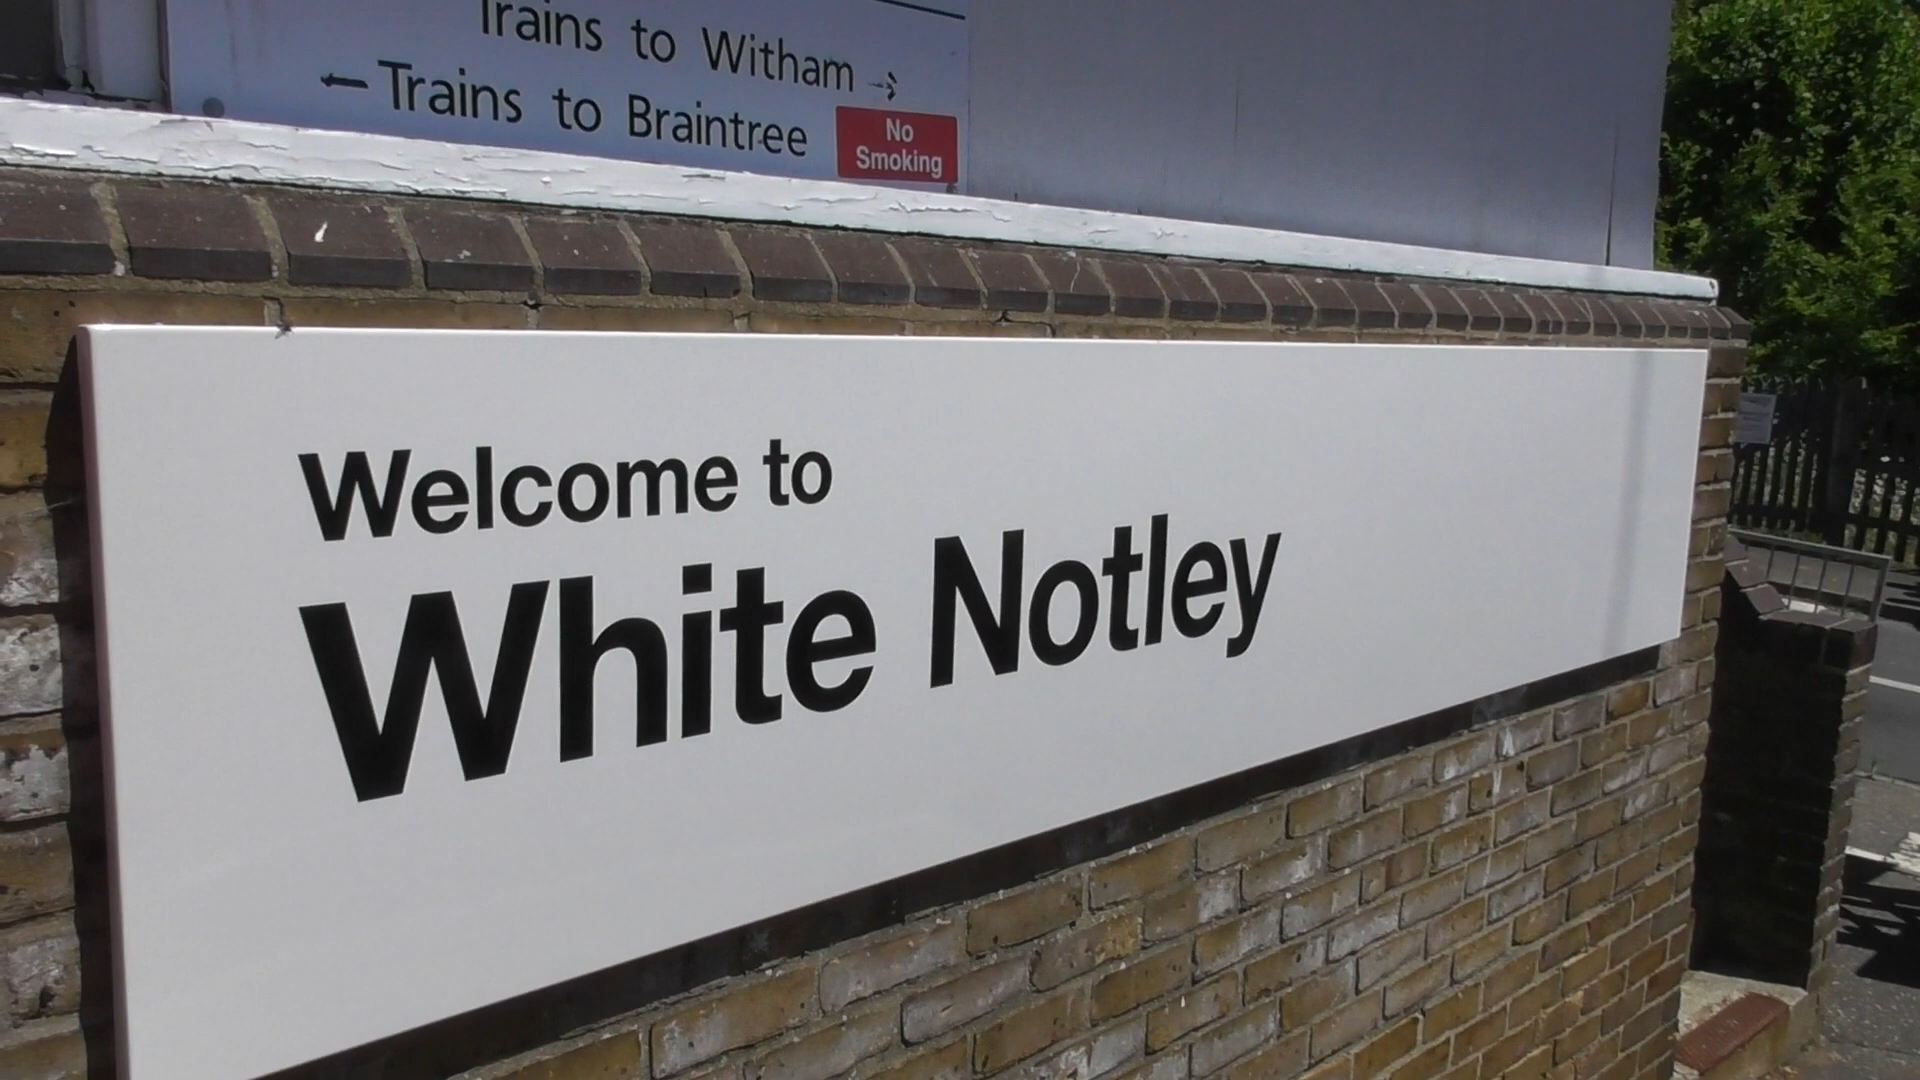 Trains to Witham →
← Trains to Braintree
No
Smoking
Welcome to
White Notley